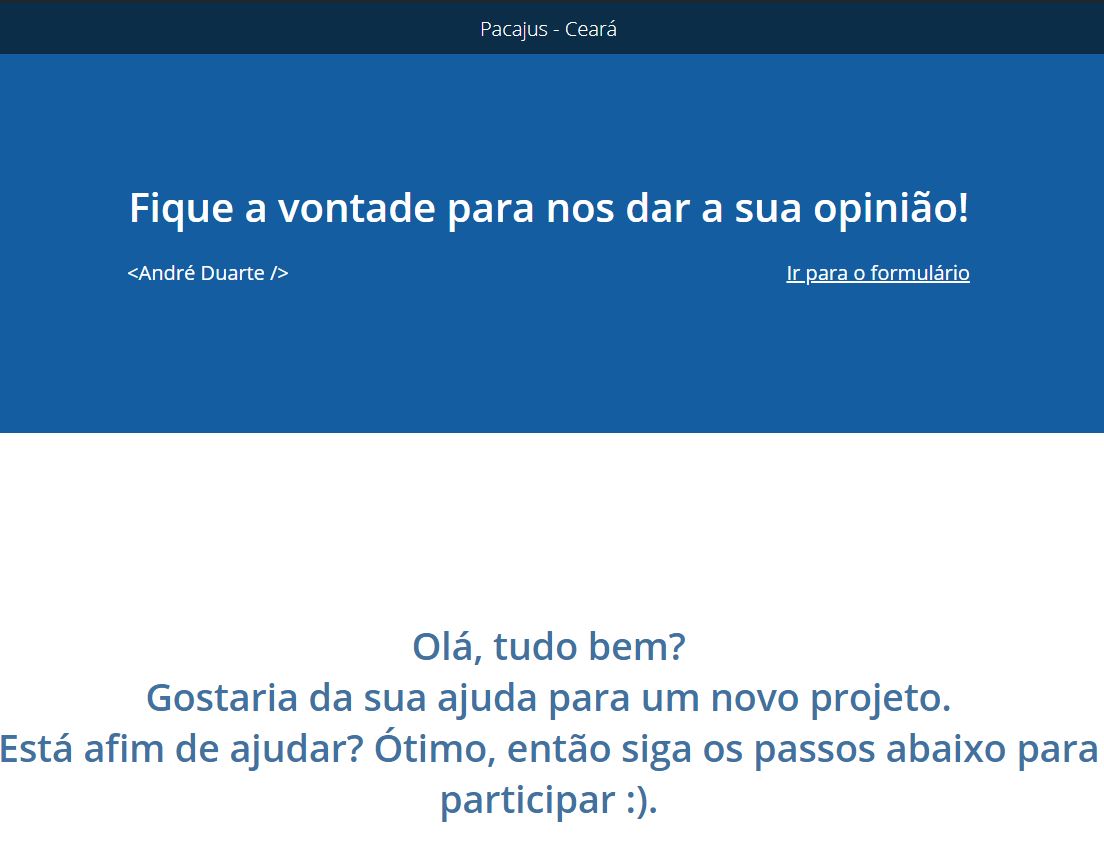 Pacajus - Ceará
Fique a vontade para nos dar a sua opinião!
<André Duarte />
Ir para o formulário
Olá, tudo bem?
Gostaria da sua ajuda para um novo projeto.
Está afim de ajudar? Ótimo, então siga os passos abaixo para
participar :).